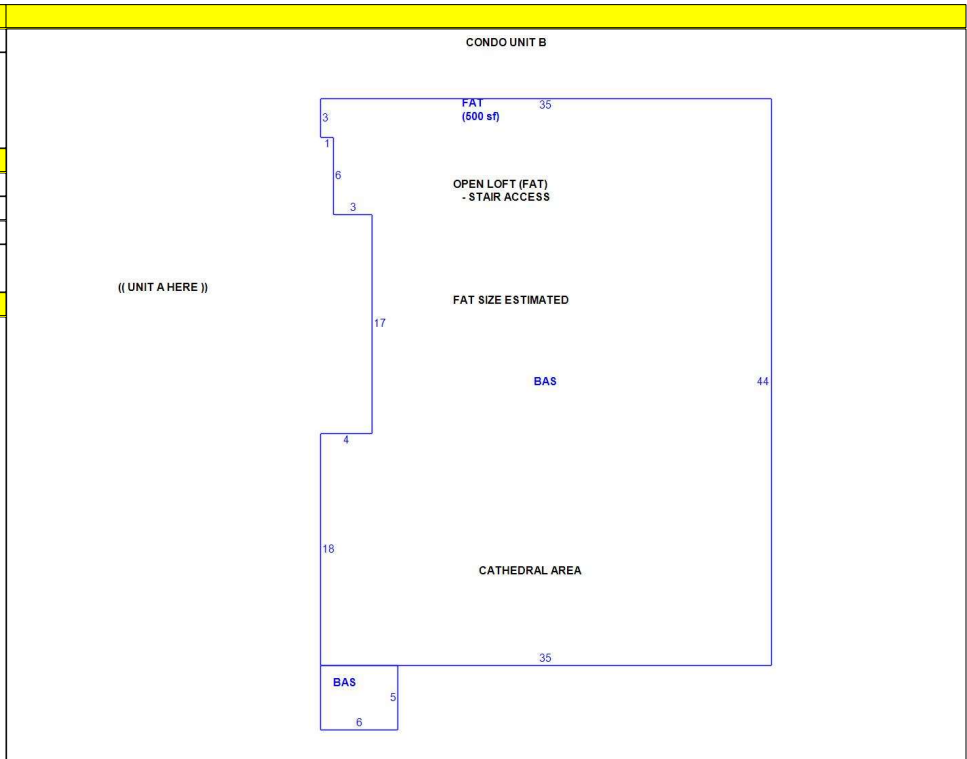 CONDO UNIT B
FAT
(500 sf)
35
3
1
6
3
OPEN LOFT (FAT)
- STAIR ACCESS
(( UNIT A HERE ))
FAT SIZE ESTIMATED
17
BAS
44
4
18
CATHEDRAL AREA
35
BAS
5
6